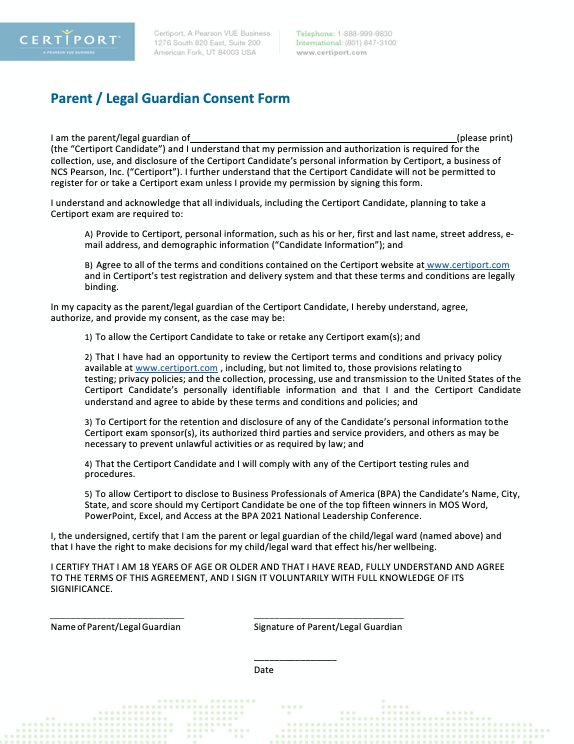 CERTIPORT
A PEARSON VUE BUSINESS
Certiport, A Pearson VUE Business
1276 South 820 East, Suite 200
American Fork, UT 84003 USA
Telephone: 1-888-999-9830
International: (801) 847-3100
www.certiport.com
Parent / Legal Guardian Consent Form
I am the parent/legal guardian of (please print)
(the “Certiport Candidate”) and I understand that my permission and authorization is required for the
collection, use, and disclosure of the Certiport Candidate’s personal information by Certiport, a business of
NCS Pearson, Inc. (“Certiport”). I further understand that the Certiport Candidate will not be permitted to
register for or take a Certiport exam unless I provide my permission by signing this form.
I understand and acknowledge that all individuals, including the Certiport Candidate, planning to take a
Certiport exam are required to:
A) Provide to Certiport, personal information, such as his or her, first and last name, street address, e-
mail address, and demographic information (“Candidate Information”); and
B) Agree to all of the terms and conditions contained on the Certiport website at www.certiport.com
and in Certiport’s test registration and delivery system and that these terms and conditions are legally
binding.
In my capacity as the parent/legal guardian of the Certiport Candidate, I hereby understand, agree,
authorize, and provide my consent, as the case may be:
1) To allow the Certiport Candidate to take or retake any Certiport exam(s); and
2) That I have had an opportunity to review the Certiport terms and conditions and privacy policy
available at www.certiport.com , including, but not limited to, those provisions relating to
testing; privacy policies; and the collection, processing, use and transmission to the United States of the
Certiport Candidate’s personally identifiable information and that I and the Certiport Candidate
understand and agree to abide by these terms and conditions and policies; and
3) To Certiport for the retention and disclosure of any of the Candidate’s personal information to the
Certiport exam sponsor(s), its authorized third parties and service providers, and others as may be
necessary to prevent unlawful activities or as required by law; and
4) That the Certiport Candidate and I will comply with any of the Certiport testing rules and
procedures.
5) To allow Certiport to disclose to Business Professionals of America (BPA) the Candidate’s Name, City,
State, and score should my Certiport Candidate be one of the top fifteen winners in MOS Word,
PowerPoint, Excel, and Access at the BPA 2021 National Leadership Conference.
I, the undersigned, certify that I am the parent or legal guardian of the child/legal ward (named above) and
that I have the right to make decisions for my child/legal ward that effect his/her wellbeing.
I CERTIFY THAT I AM 18 YEARS OF AGE OR OLDER AND THAT I HAVE READ, FULLY UNDERSTAND AND AGREE
TO THE TERMS OF THIS AGREEMENT, AND I SIGN IT VOLUNTARILY WITH FULL KNOWLEDGE OF ITS
SIGNIFICANCE.
Name of Parent/Legal Guardian
Signature of Parent/Legal Guardian
Date